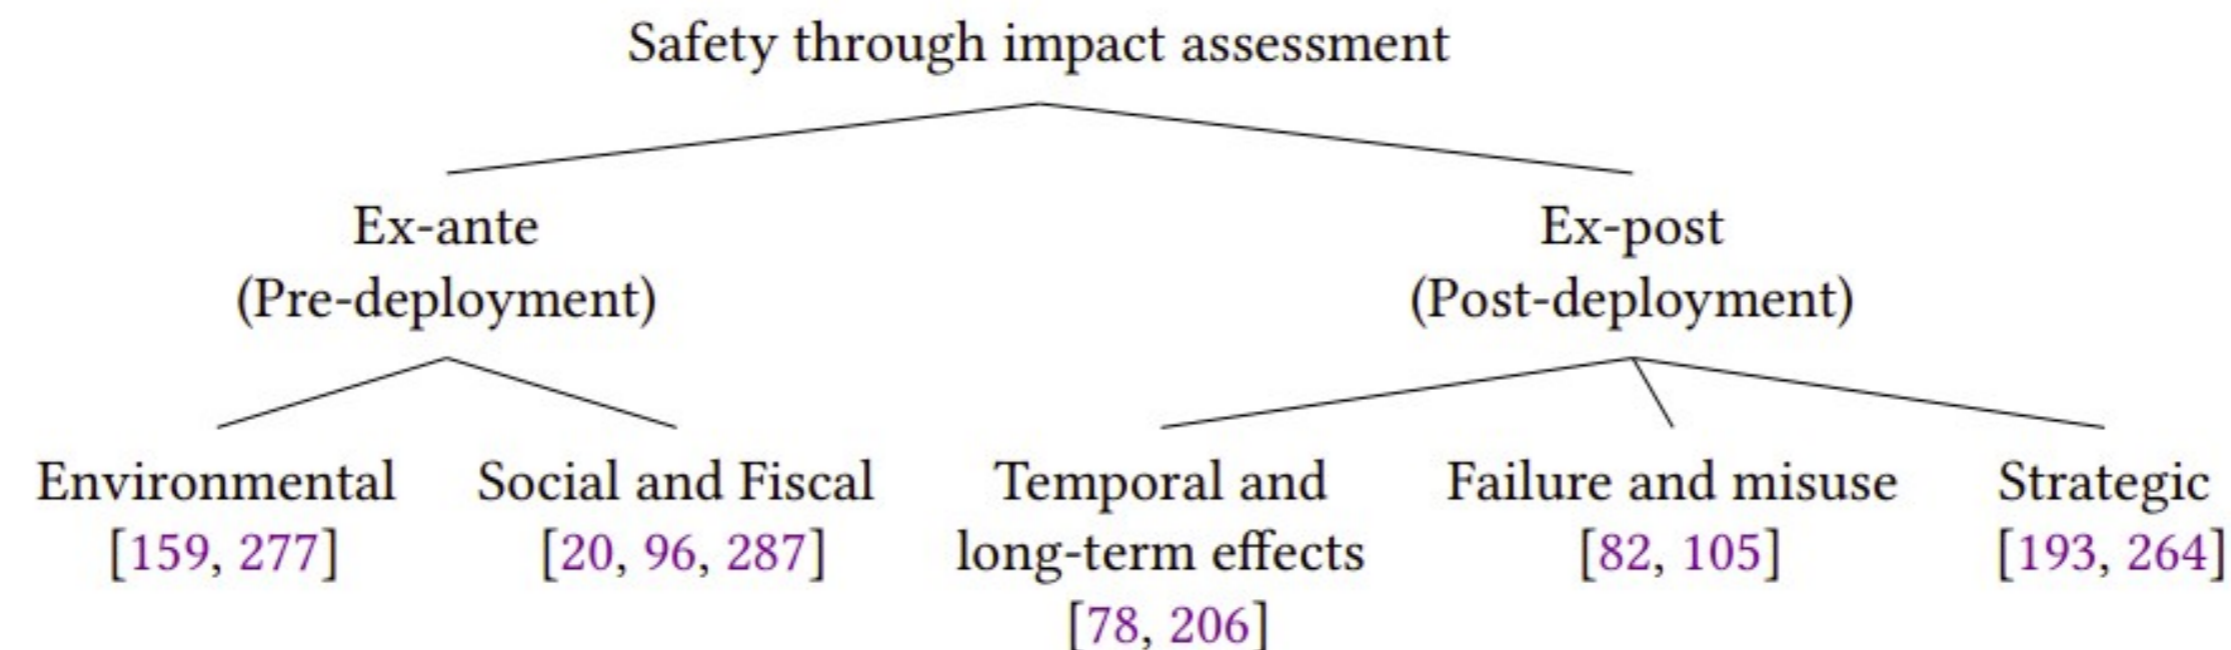 Safety through impact assessment
Ex-ante
(Pre-deployment)
Ex-post
(Post-deployment)
Environmental
[159, 277]
Social and Fiscal
[20, 96, 287]
Temporal and
long-term effects
[78, 206]
Failure and misuse
[82, 105]
Strategic
[193, 264]